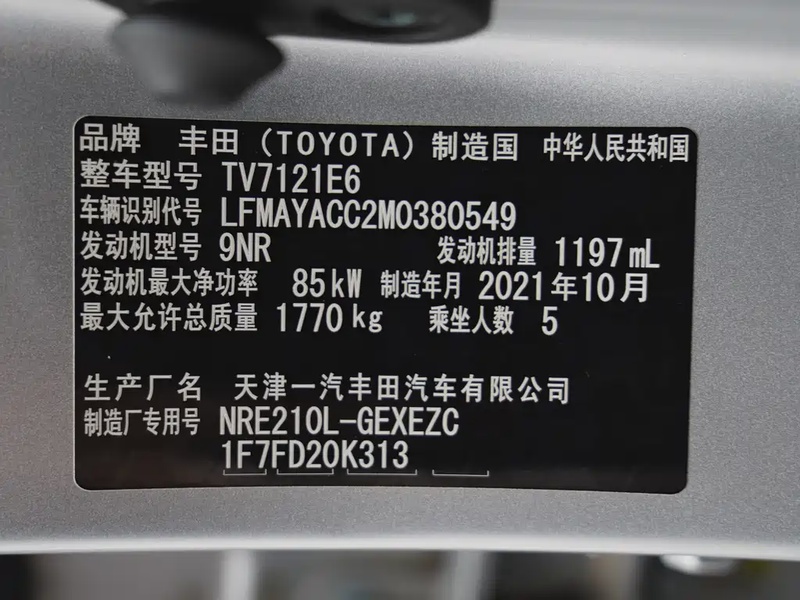 品牌 丰田（TOYOTA）制造国 中华人民共和国
整车型号 TV7121E6
车辆识别代号 LFMAYACC2M0380549
发动机型号 9NR 发动机排量 1197mL
发动机最大净功率 85kW 制造年月 2021年10月
最大允许总质量 1770kg 乘坐人数 5
生产厂名 天津一汽丰田汽车有限公司
制造厂专用号 NRE210L-GEXEZC
1F7FD20K313